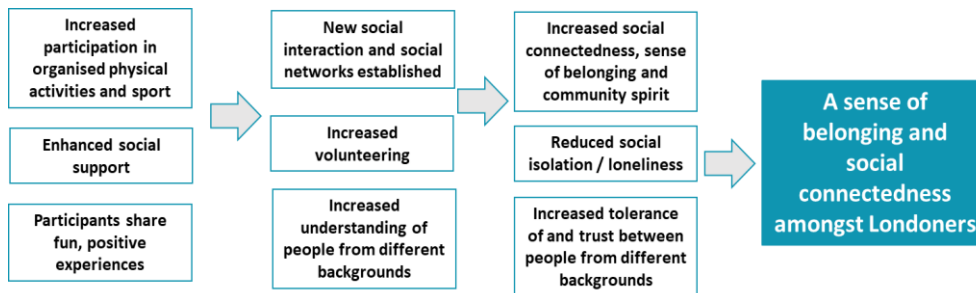 Increased
participation in
organised physical
activities and sport
Enhanced social
support
Participants share
fun, positive
experiences
New social
interaction and social
networks established
Increased
volunteering
Increased
understanding of
people from different
backgrounds
Increased social
connectedness, sense
of belonging and
community spirit
Reduced social
isolation / loneliness
Increased tolerance
of and trust between
people from different
backgrounds
A sense of
belonging and
social
connectedness
amongst Londoners